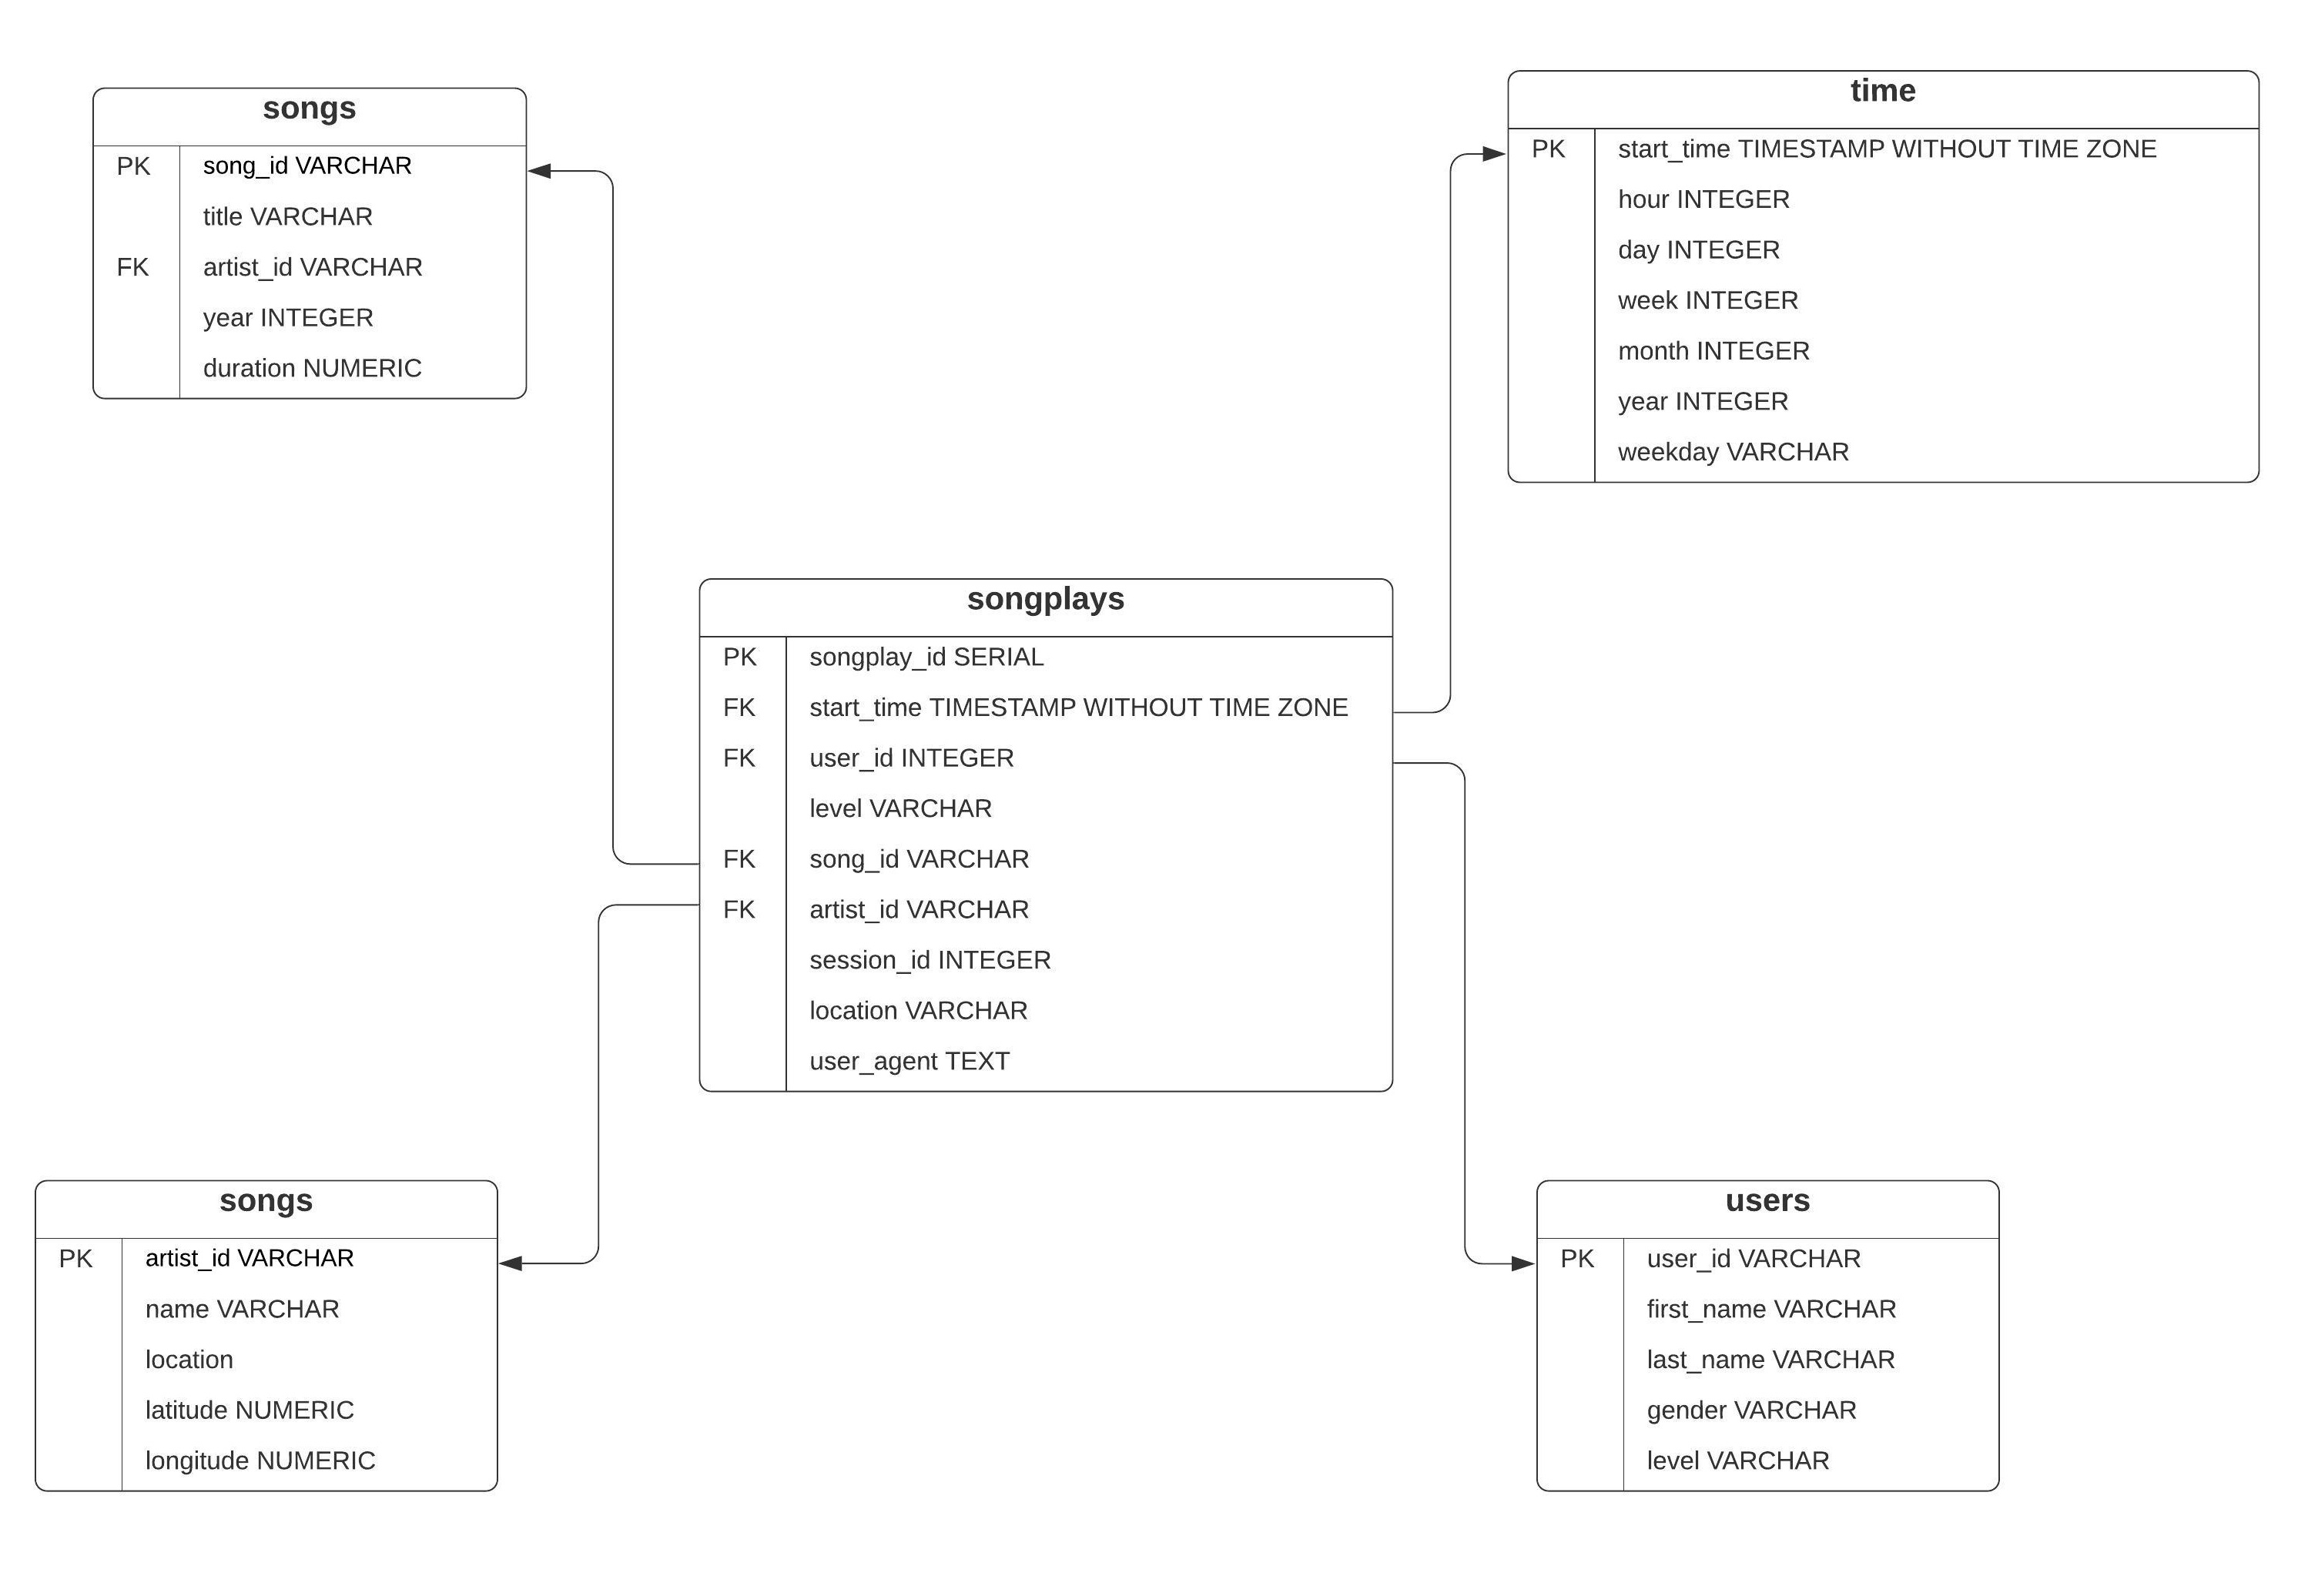 songs
PK song_id VARCHAR
title VARCHAR
FK artist_id VARCHAR
year INTEGER
duration NUMERIC
time
PK start_time TIMESTAMP WITHOUT TIME ZONE
hour INTEGER
day INTEGER
week INTEGER
month INTEGER
year INTEGER
weekday VARCHAR
songplays
PK songplay_id SERIAL
FK start_time TIMESTAMP WITHOUT TIME ZONE
FK user_id INTEGER
level VARCHAR
FK song_id VARCHAR
FK artist_id VARCHAR
session_id INTEGER
location VARCHAR
user_agent TEXT
songs
PK artist_id VARCHAR
name VARCHAR
location
latitude NUMERIC
longitude NUMERIC
users
PK user_id VARCHAR
first_name VARCHAR
last_name VARCHAR
gender VARCHAR
level VARCHAR